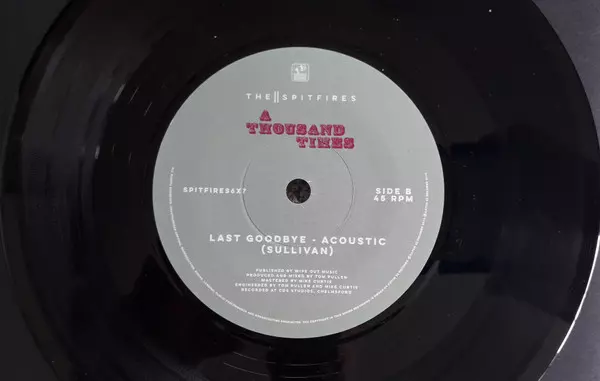 THE||SPITFIRES
A
THOUSAND
TIMES
SPITFIRES6X7
SIDE B
45 RPM
LAST GOODBYE - ACOUSTIC
(SULLIVAN)
PUBLISHED BY WIPE OUT MUSIC
PRODUCED AND MIXED BY TOM PULLEN
MASTERED BY MIKE CURTIS
ENGINEERED BY TOM PULLEN AND MIKE CURTIS
RECORDED AT CDS STUDIOS, CHELMSFORD